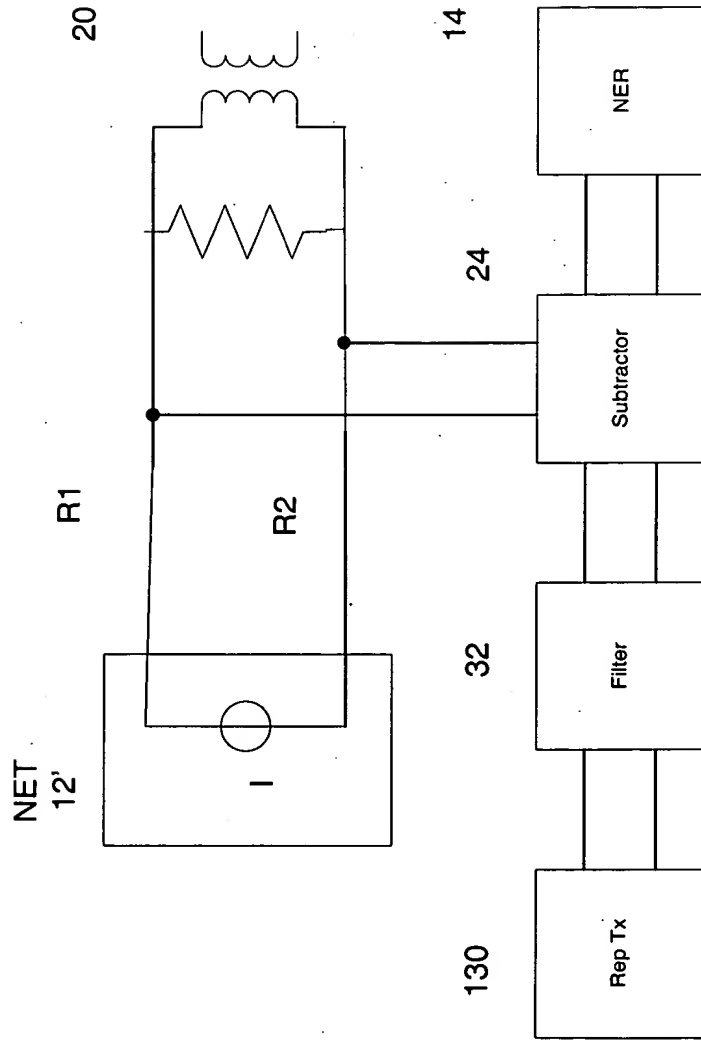 20
R1
R2
NET
12'
I
130
Rep Tx
32
Filter
24
Subtractor
14
NER